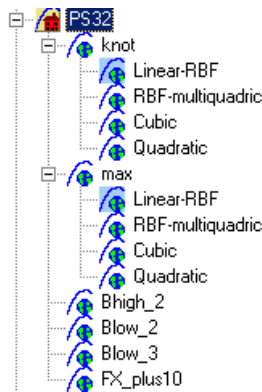 PS32
knot
Linear-RBF
RBF-multiquadric
Cubic
Quadratic
max
Linear-RBF
RBF-multiquadric
Cubic
Quadratic
Bhigh_2
Blow_2
Blow_3
FX_plus10